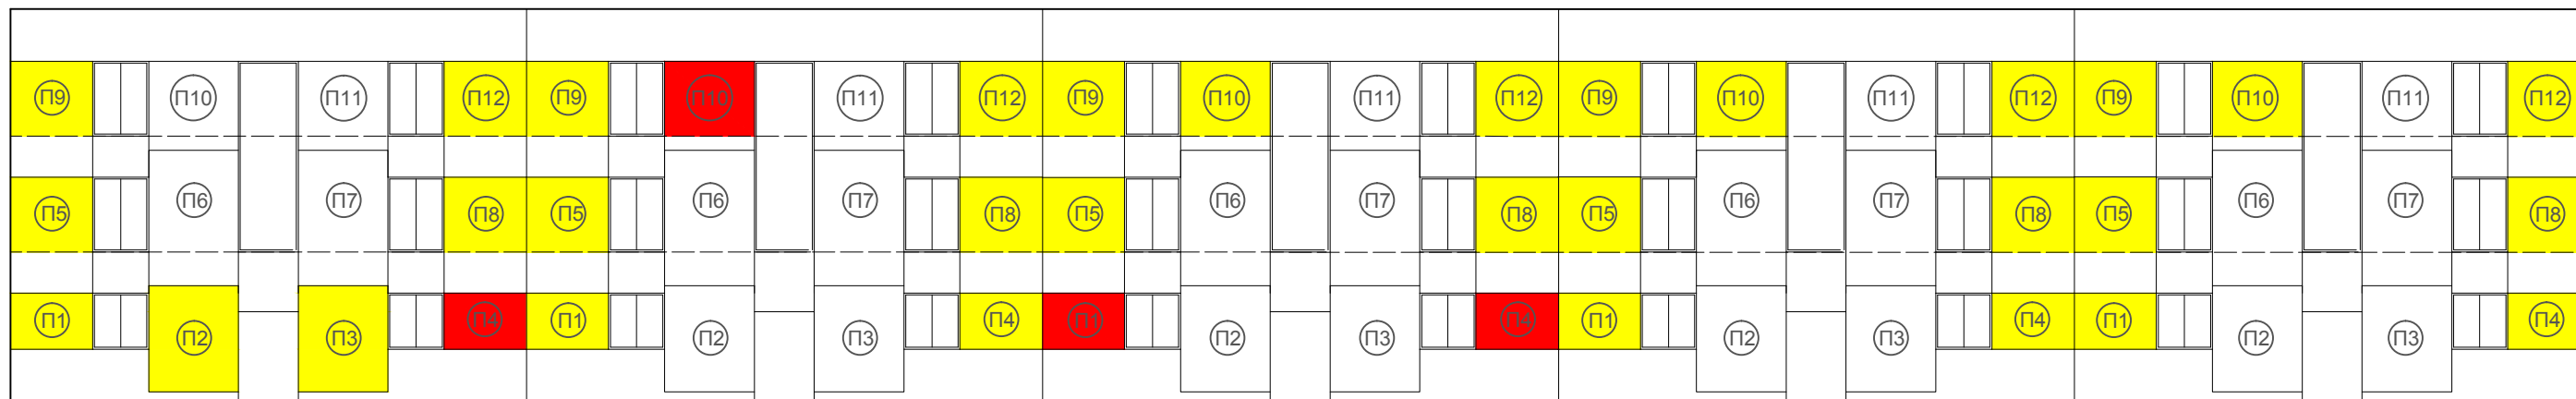 П9 П10 П11 П12 П9 П10 П11 П12 П9 П10 П11 П12 П9 П10 П11 П12 П9 П10 П11 П12
П5 П6 П7 П8 П5 П6 П7 П8 П5 П6 П7 П8 П5 П6 П7 П8 П5 П6 П7 П8
П1 П2 П3 П4 П1 П2 П3 П4 П1 П2 П3 П4 П1 П2 П3 П4 П1 П2 П3 П4